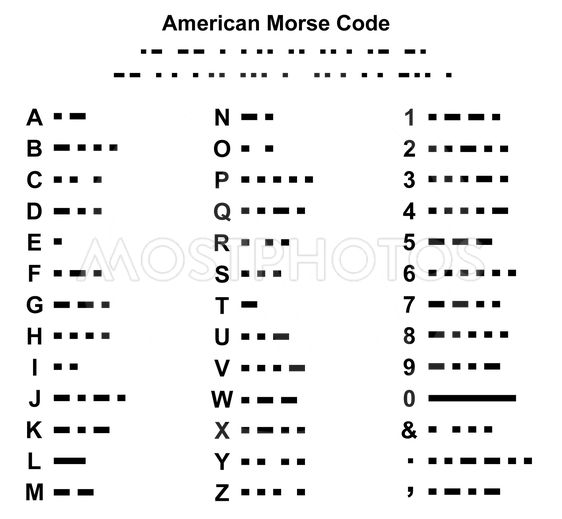 American Morse Code
A N 1
B O 2
C P 3
D Q 4
E R 5
MOSTPHOTOS
F S 6
G T 7
H U 8
I V 9
J W 0
K X &
L Y .
M Z ,